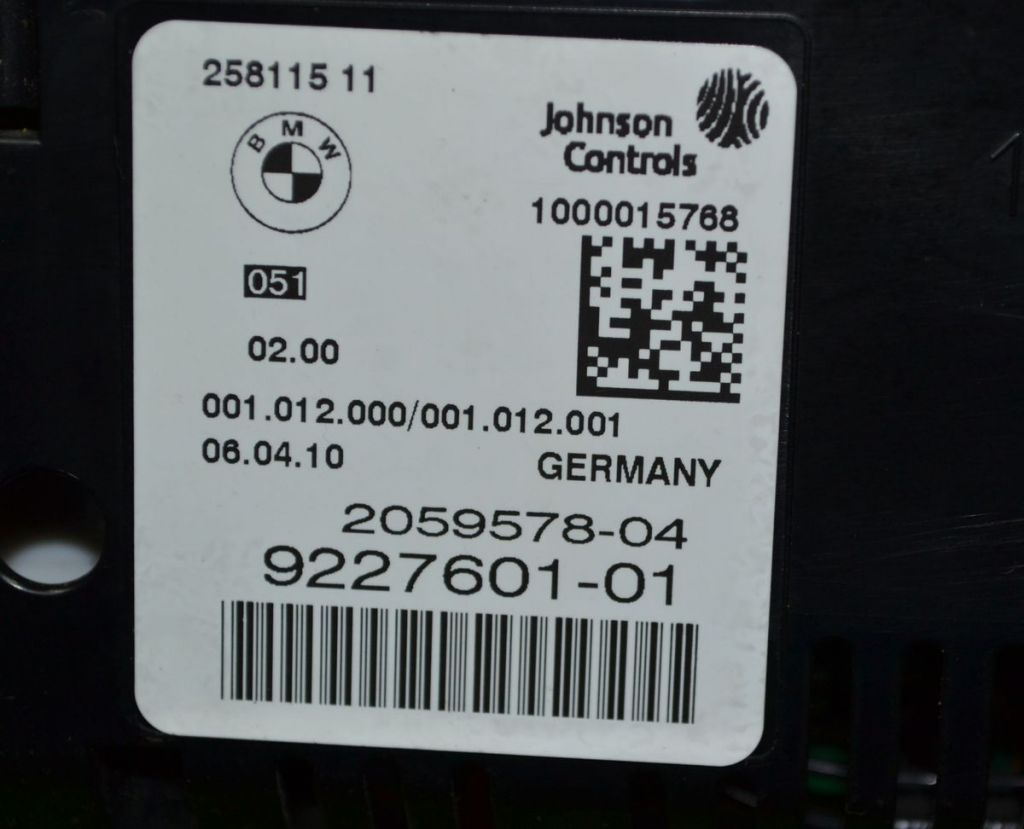 258115 11
BMW
Johnson
Controls
1000015768
051
02.00
001.012.000/001.012.001
06.04.10
GERMANY
2059578-04
9227601-01